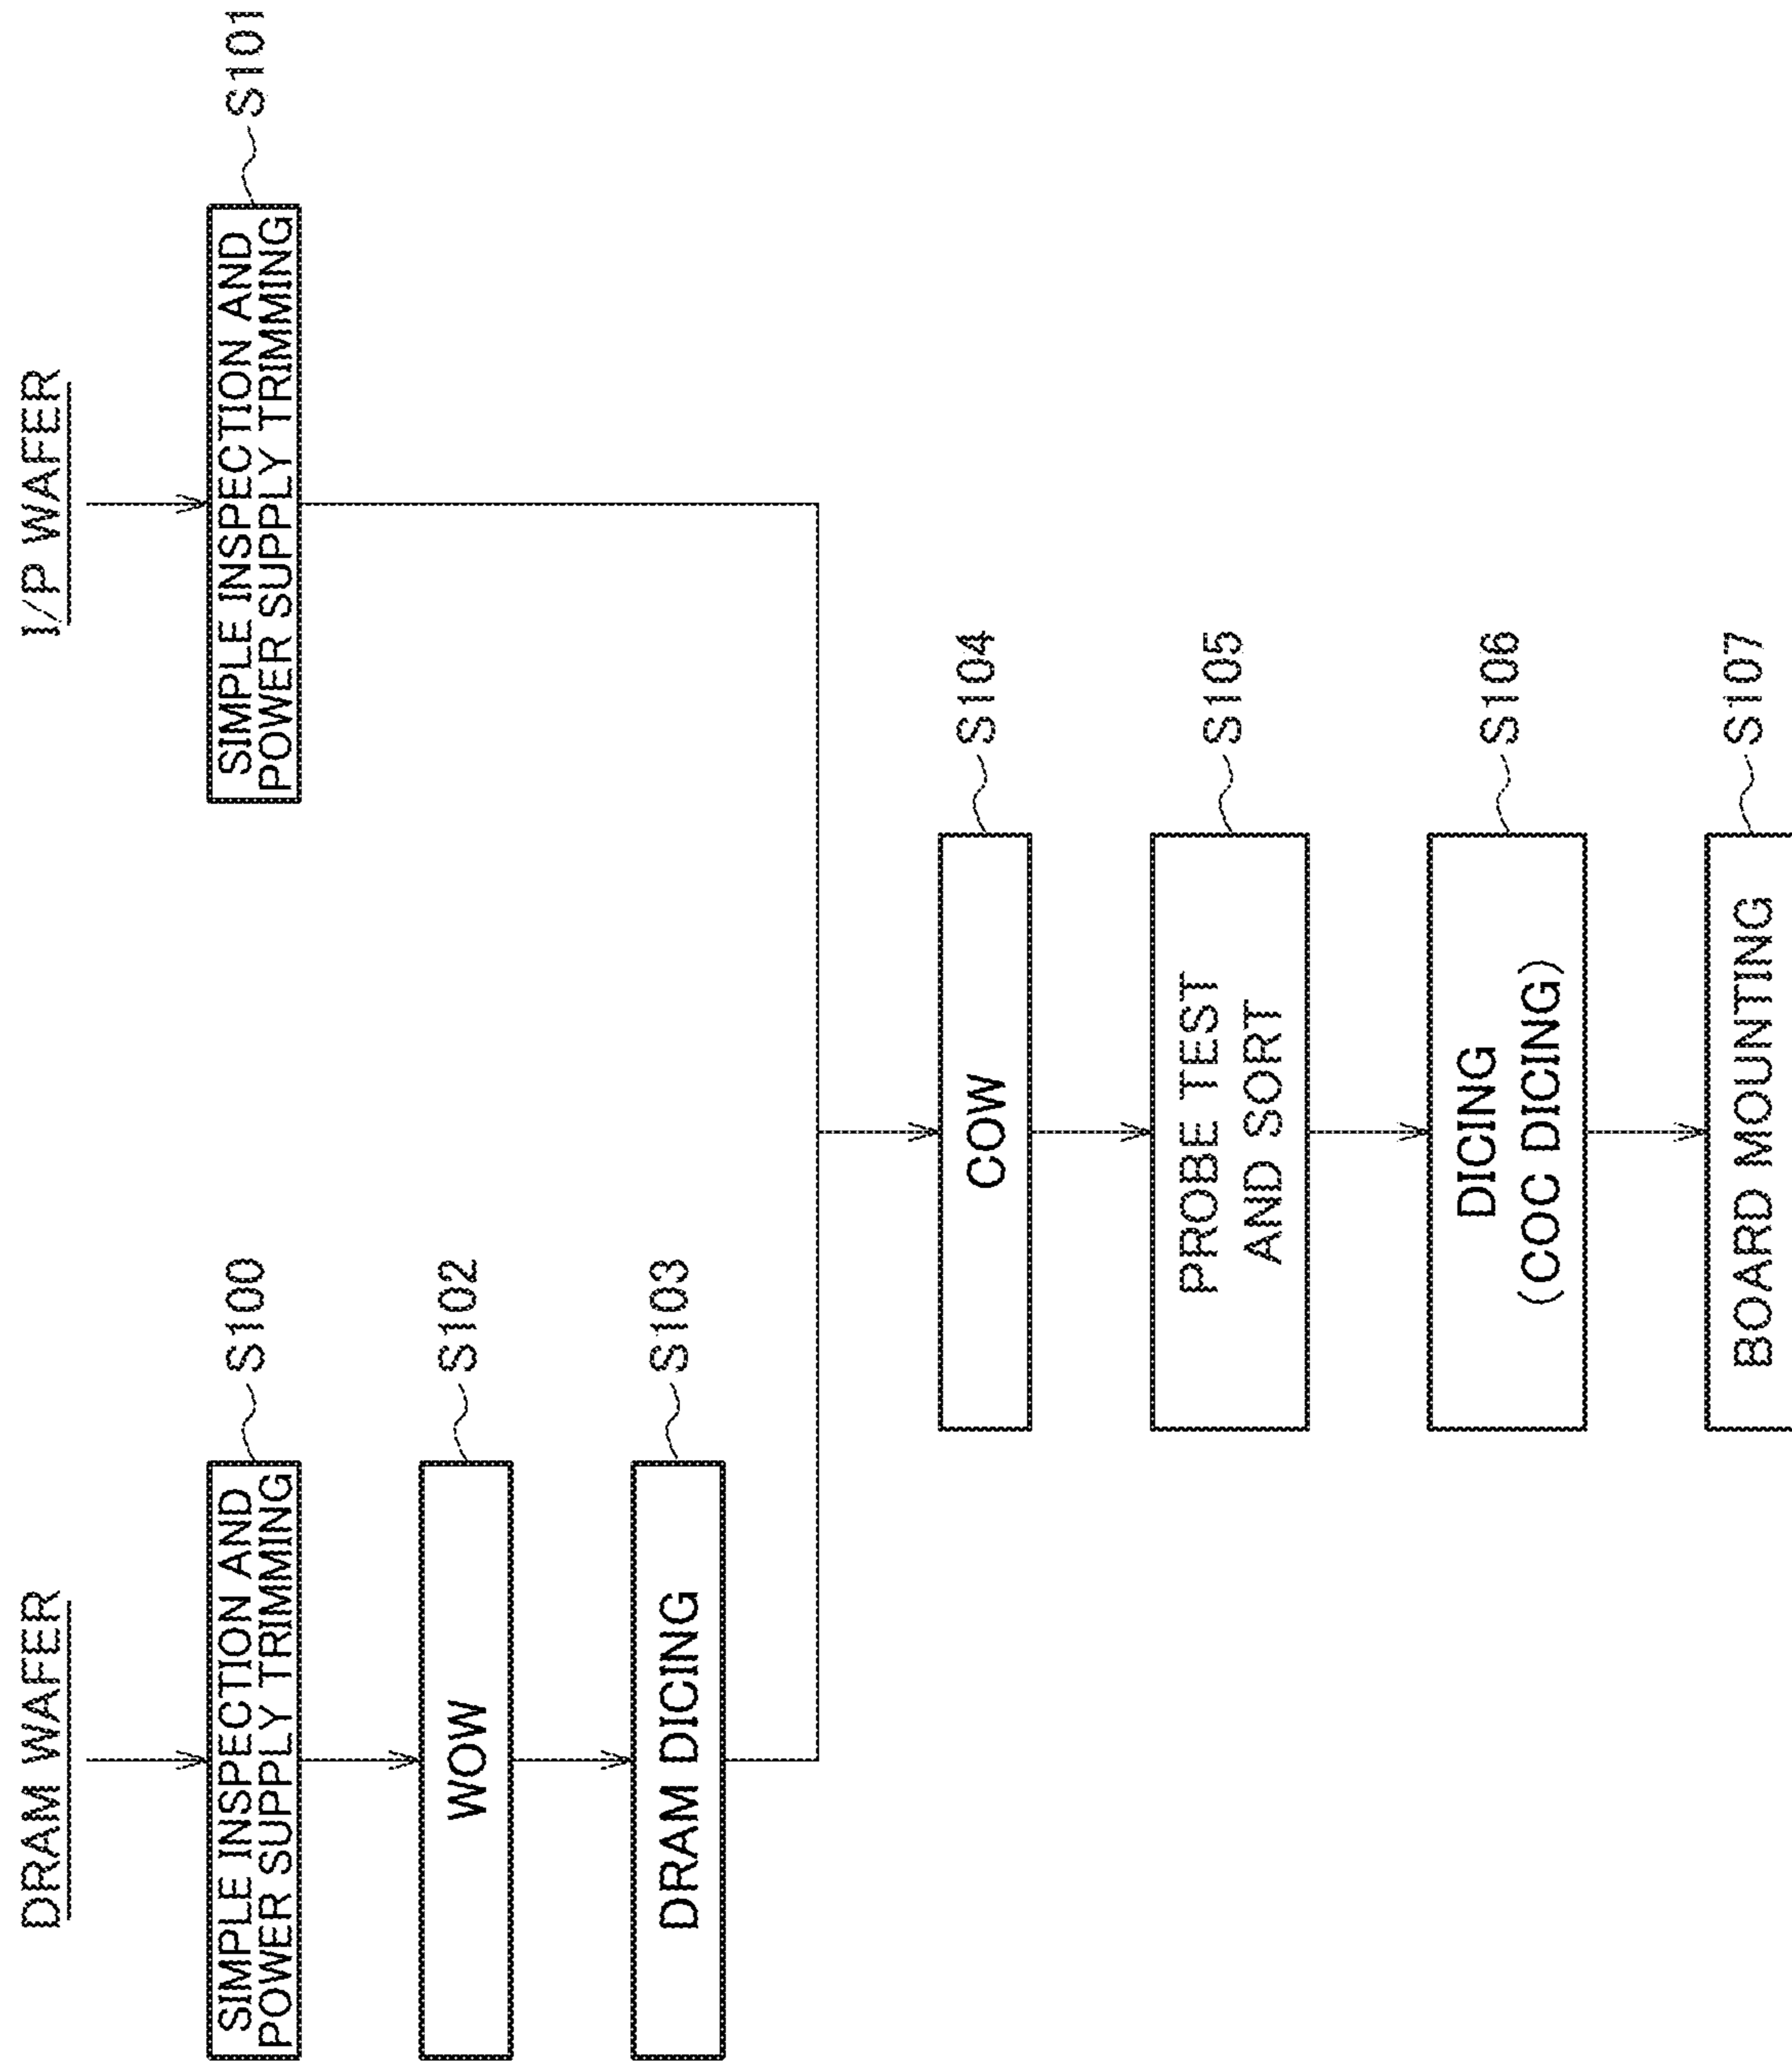 DRAM WAFER
SIMPLE INSPECTION AND
POWER SUPPLY TRIMMING
S100
WOW
S102
DRAM DICING
S103
I/P WAFER
SIMPLE INSPECTION AND
POWER SUPPLY TRIMMING
S101
COW
S104
PROBE TEST
AND SORT
S105
DICING
(COC DICING)
S106
BOARD MOUNTING
S107